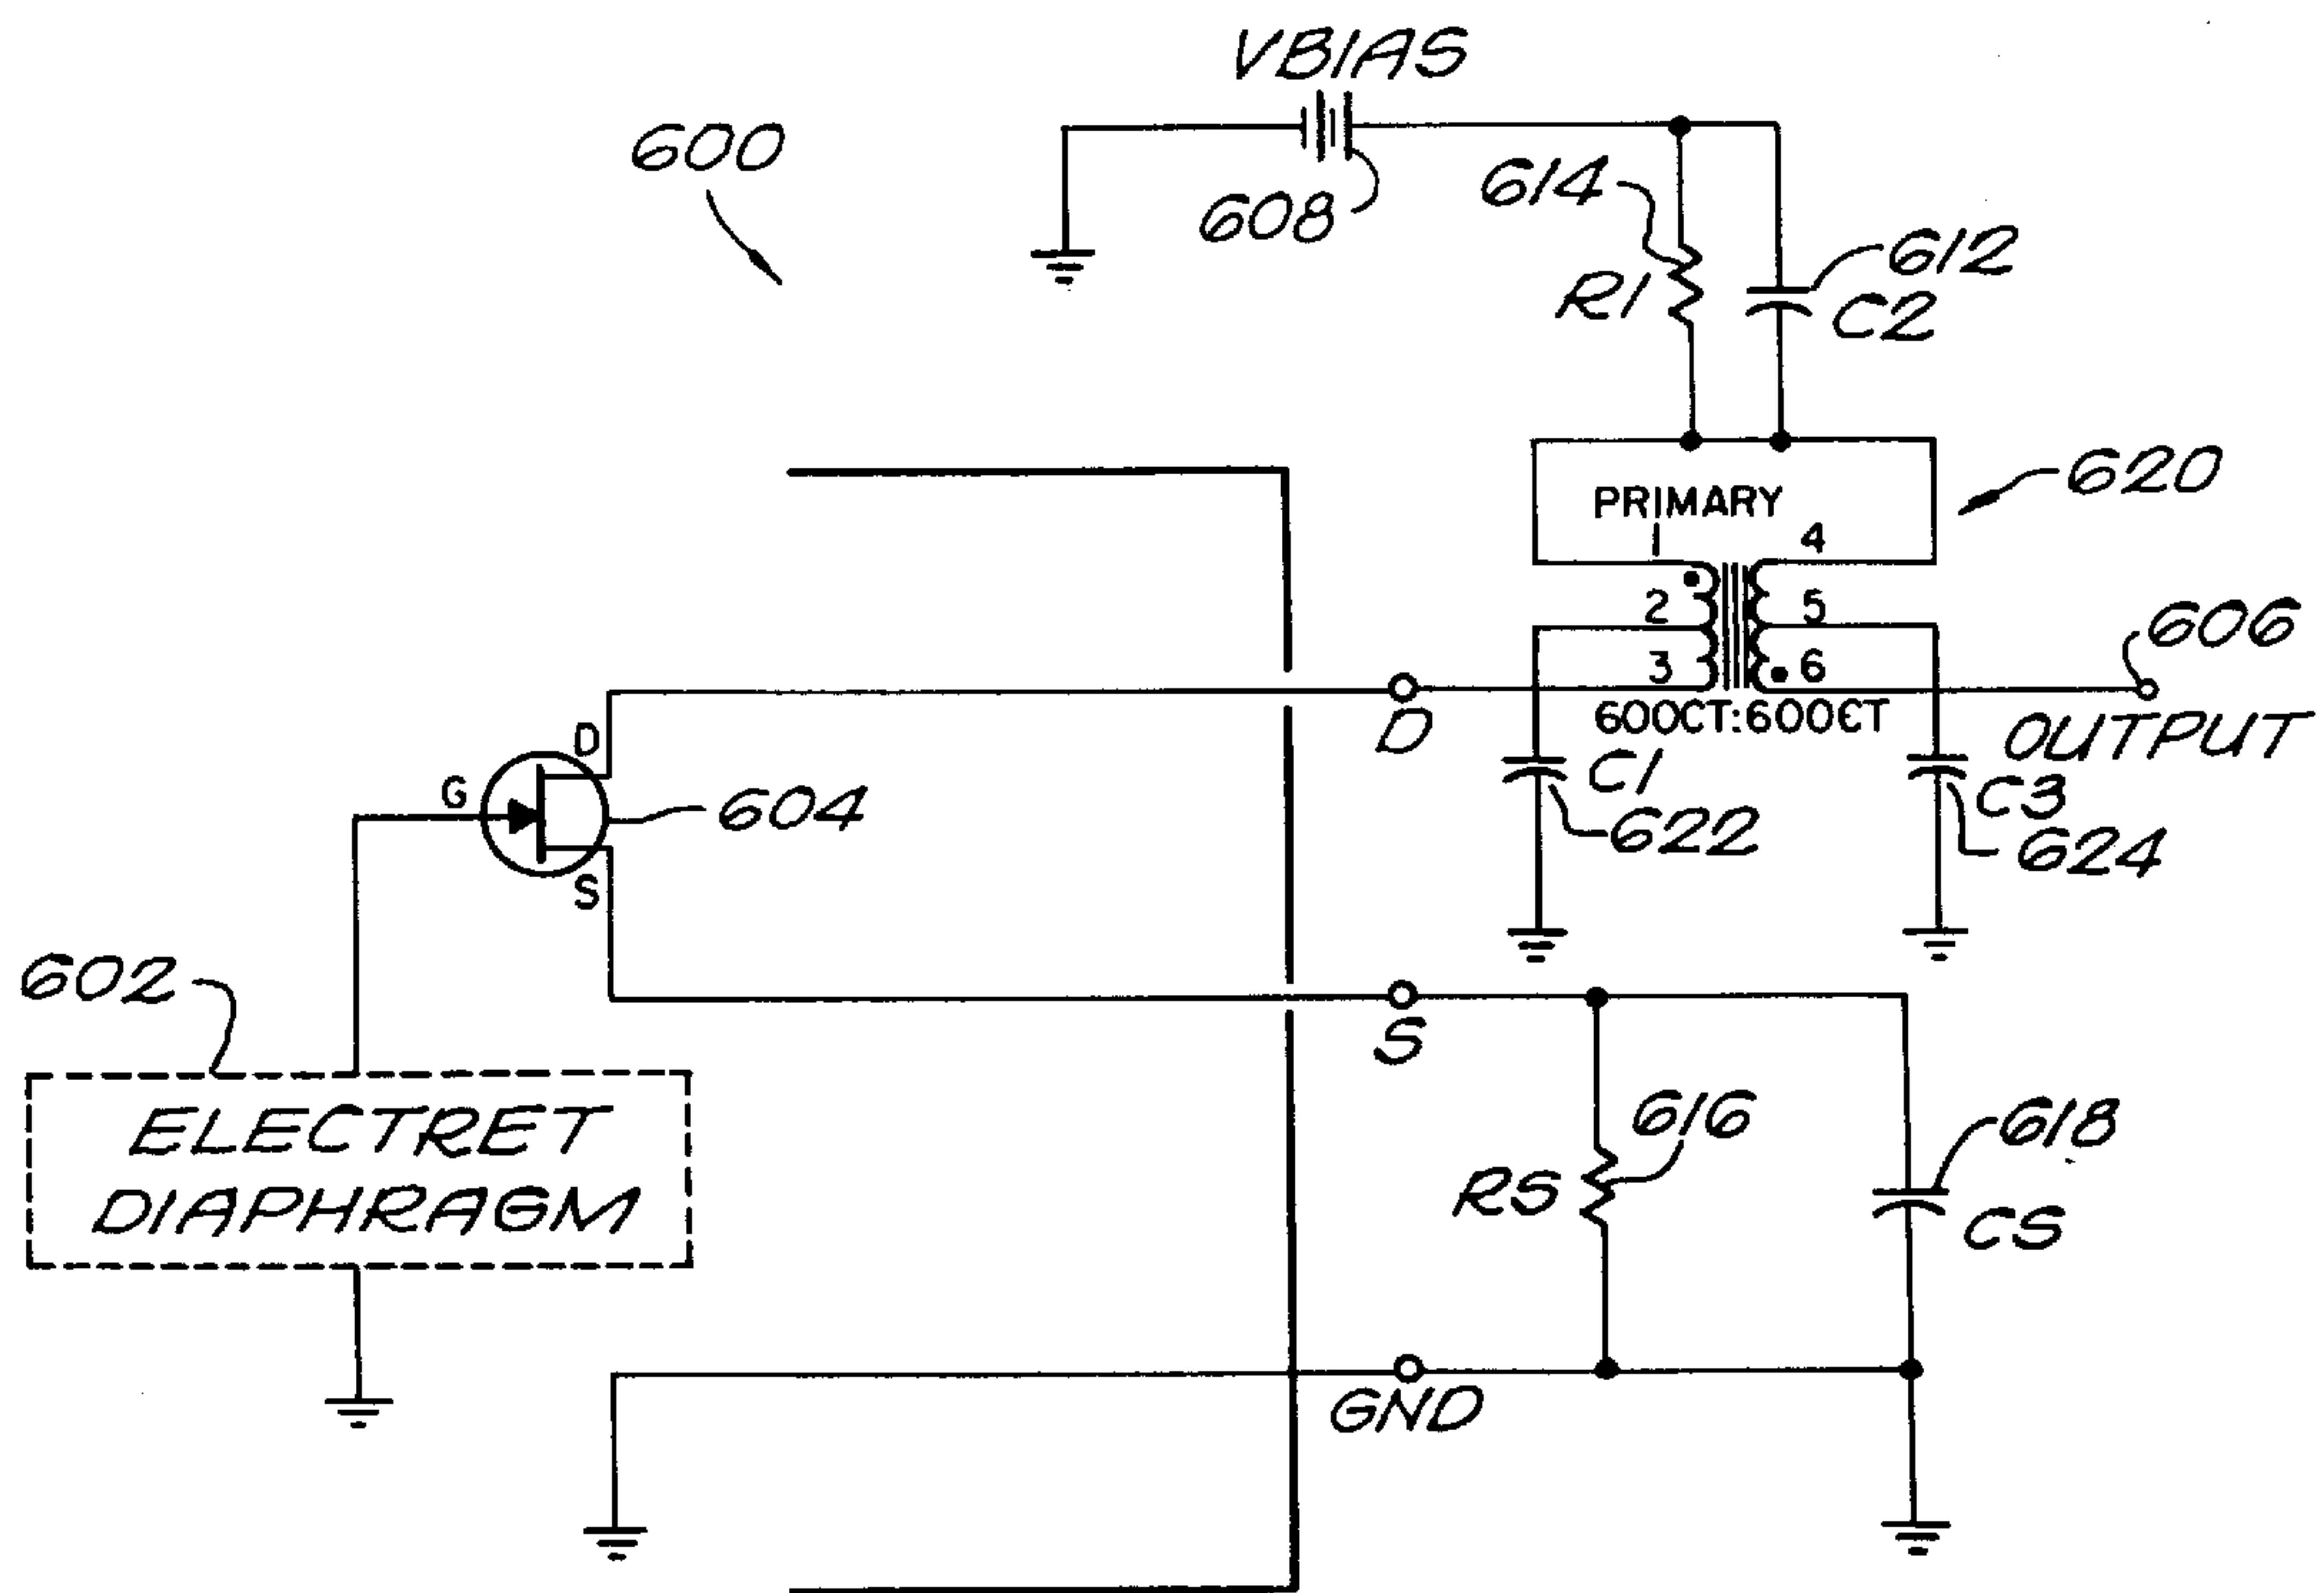 VBIAS
600
608
614
612
R1
C2
620
PRIMARY
1
4
2
5
3
6
606
600CT:600CT
D
OUTPUT
D
G
S
604
C1
622
C3
624
602
S
ELECTRET
DIAPHRAGM
616
RS
618
CS
GND